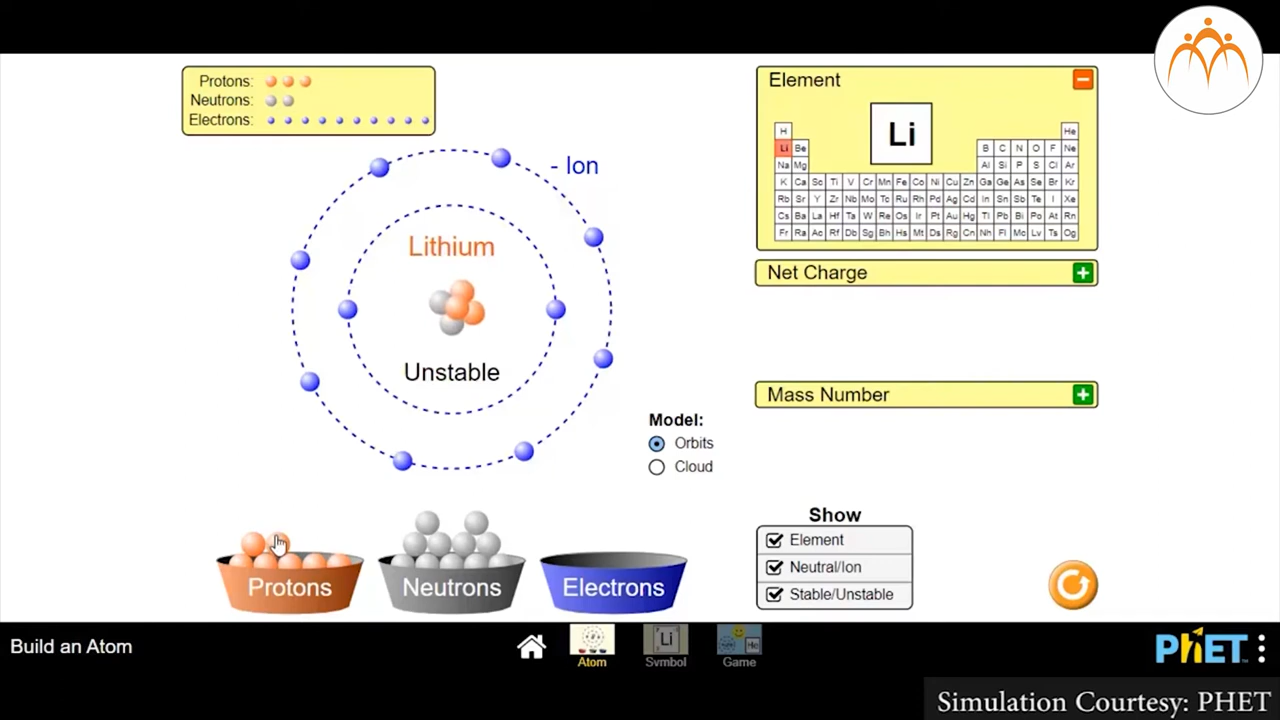 Protons:
Neutrons:
Electrons:
- Ion
Lithium
Unstable
Element
Li
H He
Li Be B C N O F Ne
Na Mg Al Si P S Cl Ar
K Ca Sc Ti V Cr Mn Fe Co Ni Cu Zn Ga Ge As Se Br Kr
Rb Sr Y Zr Nb Mo Tc Ru Rh Pd Ag Cd In Sn Sb Te I Xe
Cs Ba La Hf Ta W Re Os Ir Pt Au Hg Tl Pb Bi Po At Rn
Fr Ra Ac Rf Db Sg Bh Hs Mt Ds Rg Cn Nh Fl Mc Lv Ts Og
Net Charge
Mass Number
Model:
Orbits
Cloud
Show
Element
Neutral/Ion
Stable/Unstable
Protons
Neutrons
Electrons
Build an Atom
Atom
Li
Symbol
Game
PhET
Simulation Courtesy: PHET